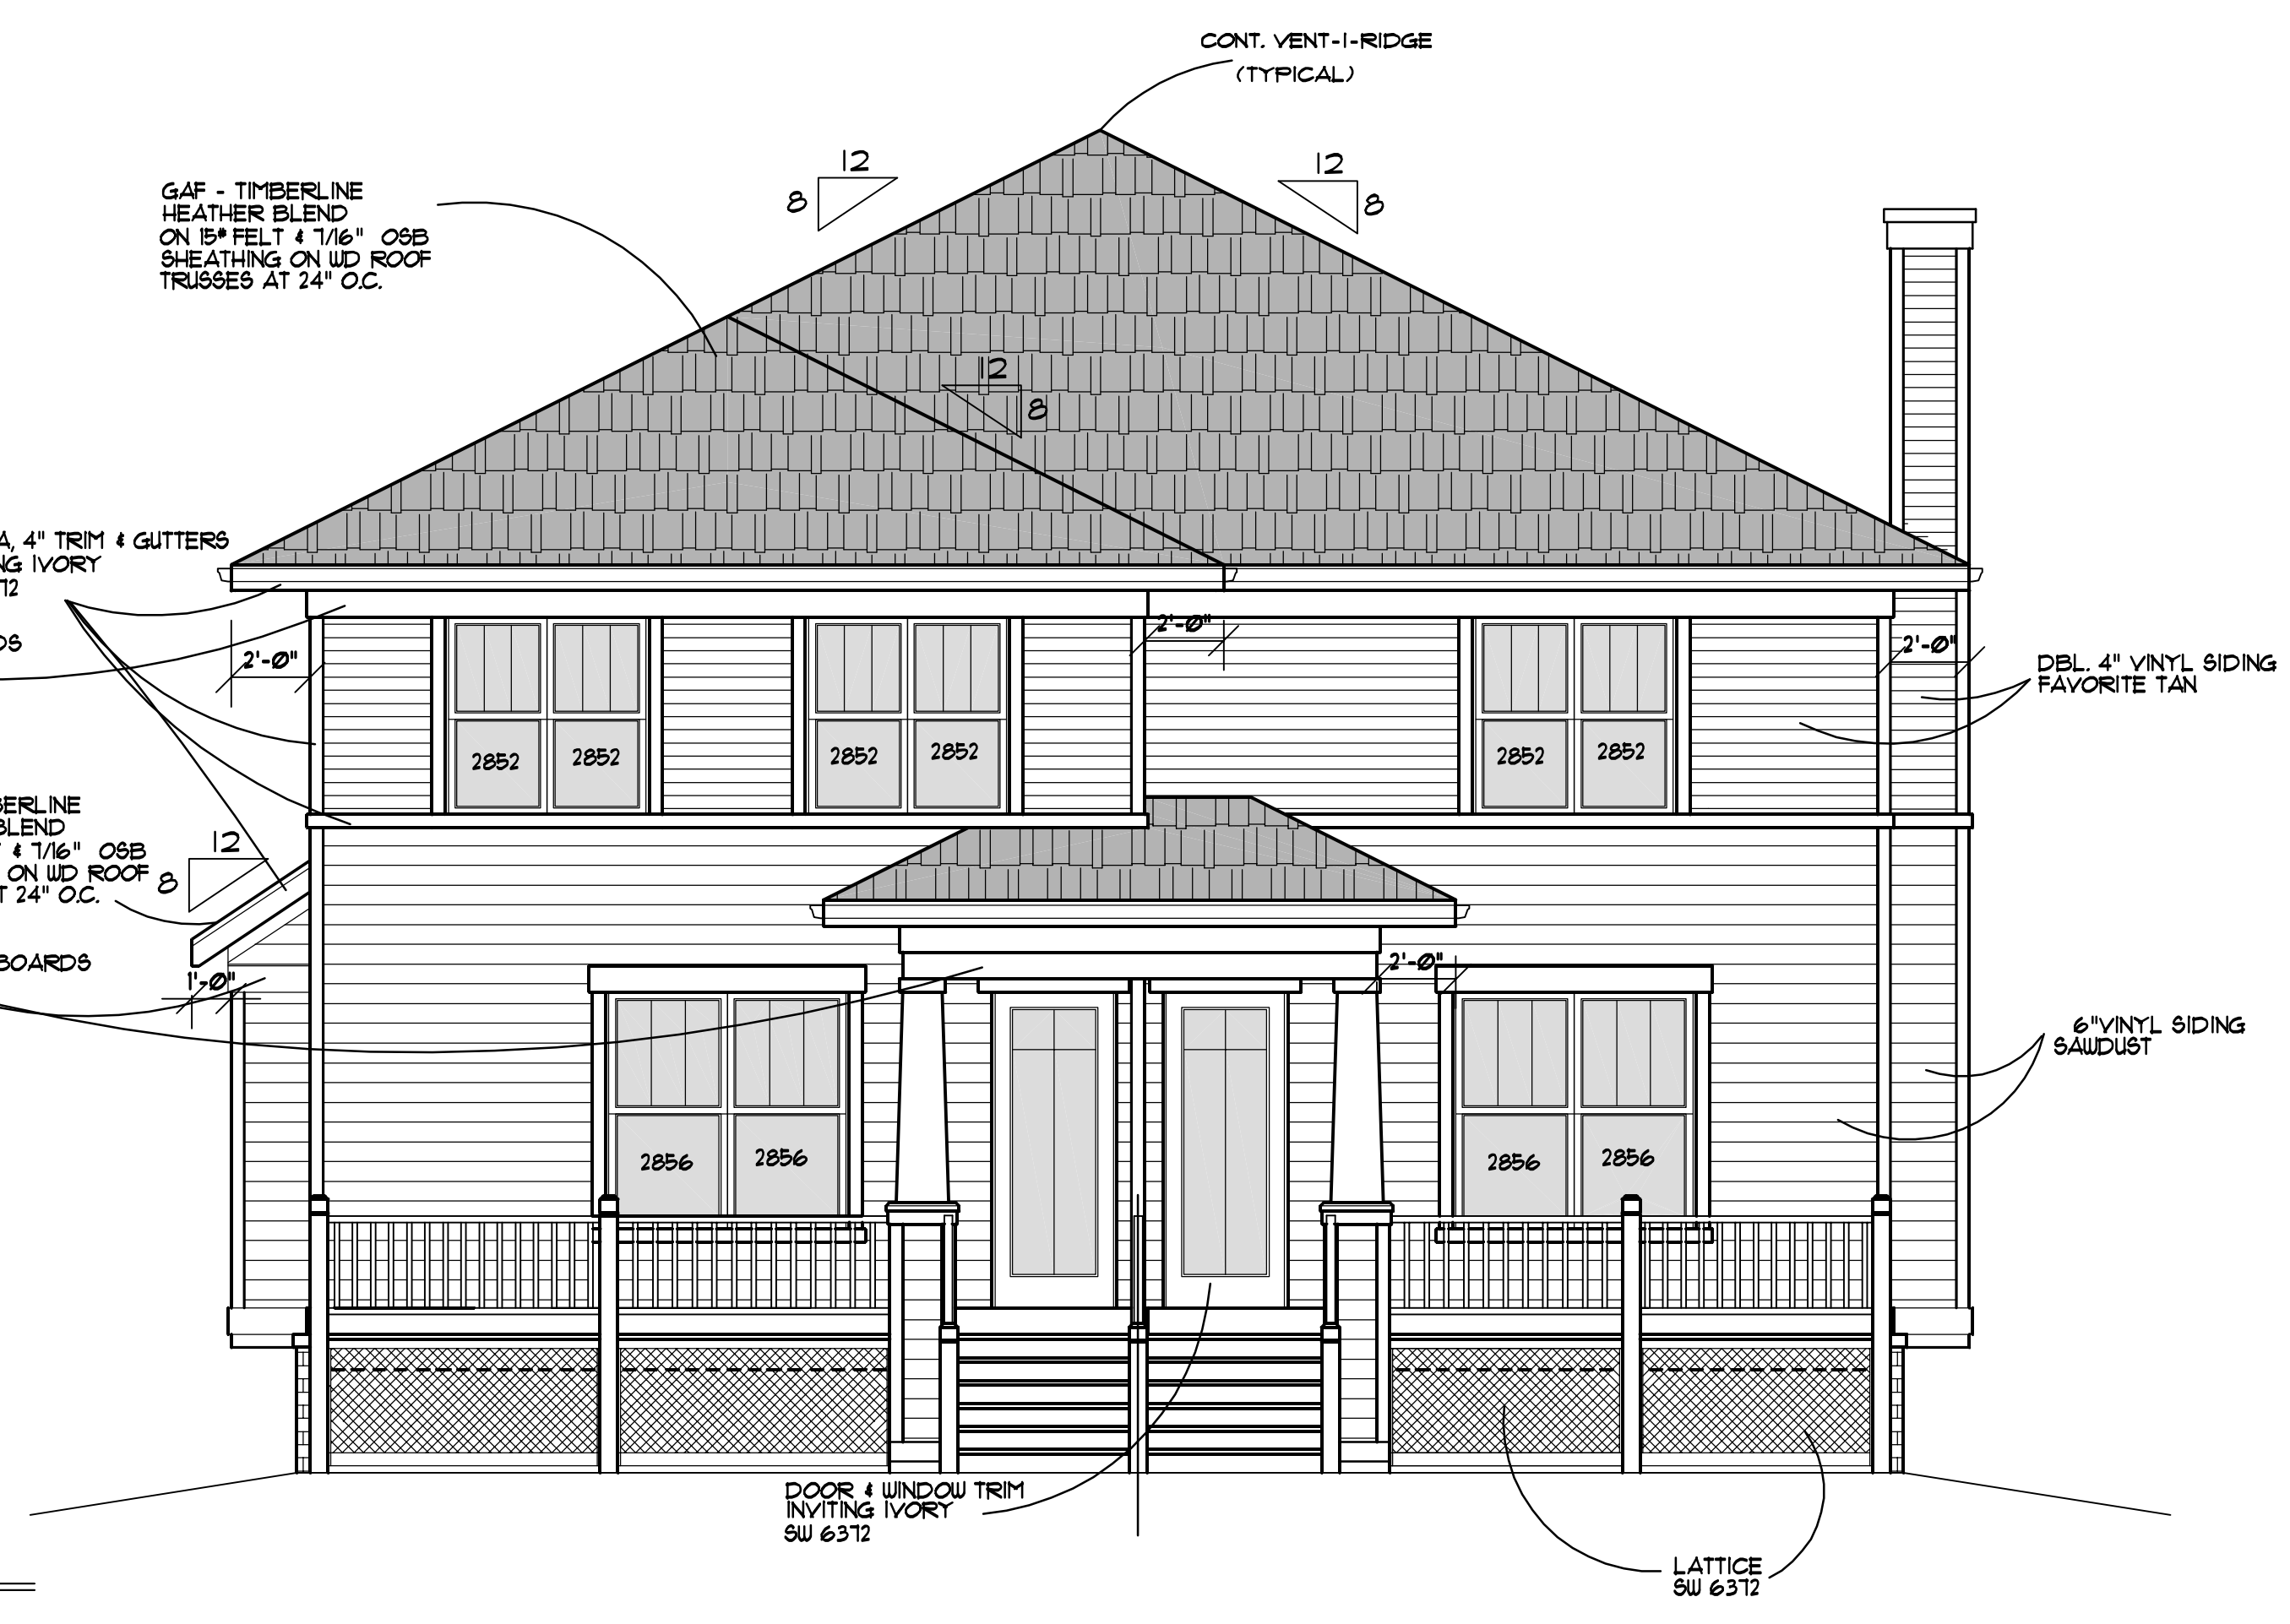 CONT. VENT-I-RIDGE
(TYPICAL)
12
8
12
8
GAF - TIMBERLINE
HEATHER BLEND
ON 15# FELT & 7/16" OSB
SHEATHING ON WD ROOF
TRUSSES AT 24" O.C.
12
8
A, 4" TRIM & GUTTERS
NG IVORY
72
DS
2'-0"
2'-0"
2'-0"
DBL. 4" VINYL SIDING
FAVORITE TAN
2852
2852
2852
2852
2852
2852
BERLINE
BLEND
& 7/16" OSB
ON WD ROOF
T 24" O.C.
12
8
BOARDS
1'-0"
2'-0"
6"VINYL SIDING
SAWDUST
2856
2856
2856
2856
DOOR & WINDOW TRIM
INVITING IVORY
SW 6372
LATTICE
SW 6372